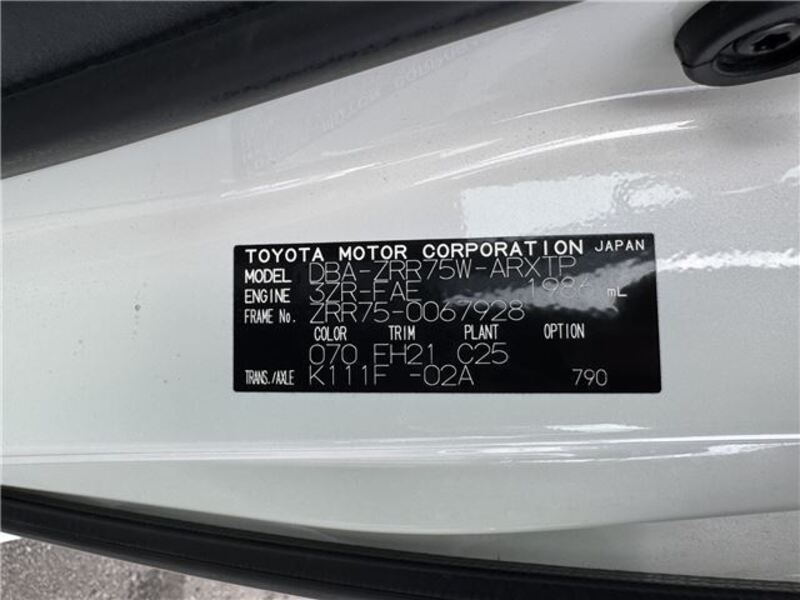 TOYOTA MOTOR CORPORATION JAPAN
MODEL DBA-ZRR75W-ARXTP
ENGINE 3ZR-FAE 1986 mL
FRAME No. ZRR75-0067928
COLOR TRIM PLANT OPTION
070 EH21 C25
TRANS./AXLE K111F -02A 790